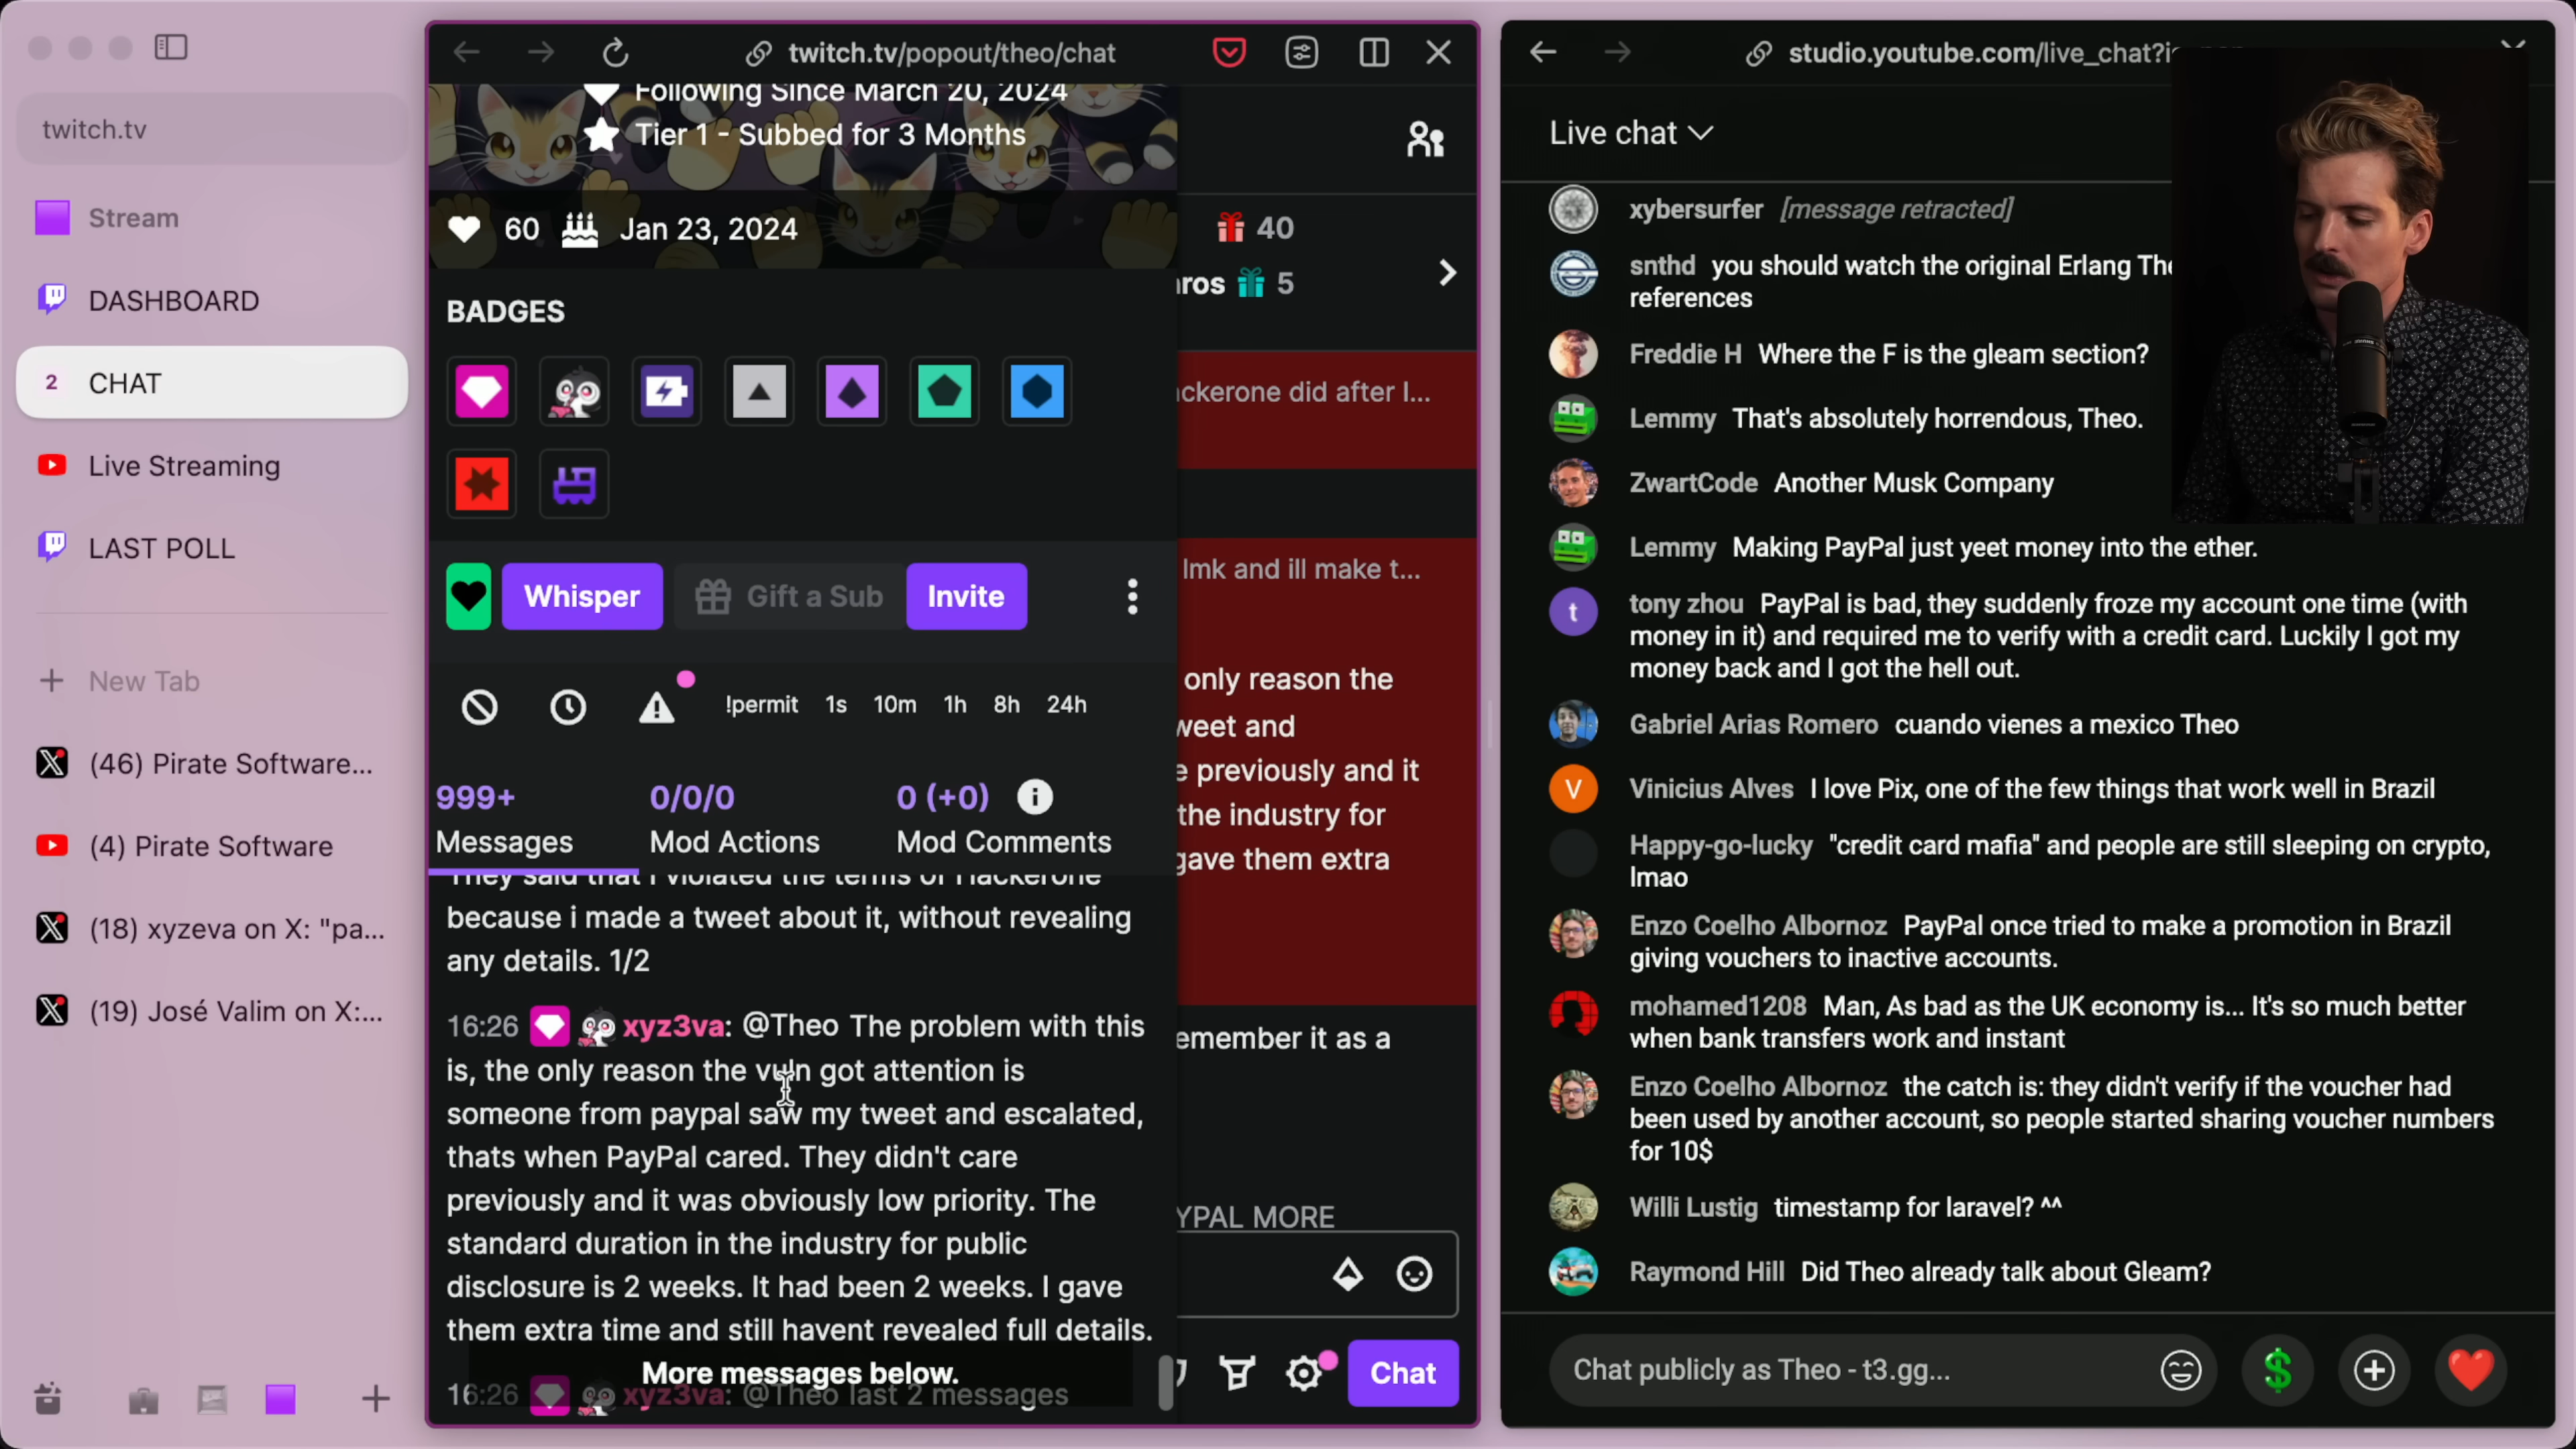 twitch.tv
Stream
DASHBOARD
2 CHAT
Live Streaming
LAST POLL
New Tab
(46) Pirate Software...
(4) Pirate Software
(18) xyzeva on X: "pa...
(19) José Valim on X:...
twitch.tv/popout/theo/chat
Following Since March 20, 2024
Tier 1 - Subbed for 3 Months
60 Jan 23, 2024
BADGES
Whisper Gift a Sub Invite
!permit 1s 10m 1h 8h 24h
999+ 0/0/0 0 (+0)
Messages Mod Actions Mod Comments
They said that I violated the terms of Hackerone
because i made a tweet about it, without revealing
any details. 1/2
16:26 xyz3va: @Theo The problem with this
is, the only reason the vuln got attention is
someone from paypal saw my tweet and escalated,
thats when PayPal cared. They didn't care
previously and it was obviously low priority. The
standard duration in the industry for public
disclosure is 2 weeks. It had been 2 weeks. I gave
them extra time and still havent revealed full details.
More messages below.
16:26 xyz3va: @Theo last 2 messages
40
5
ackerone did after I...
lmk and ill make t...
only reason the
weet and
e previously and it
the industry for
gave them extra
emember it as a
YPAL MORE
Chat
studio.youtube.com/live_chat?i
Live chat
xybersurfer [message retracted]
snthd you should watch the original Erlang The
references
Freddie H Where the F is the gleam section?
Lemmy That's absolutely horrendous, Theo.
ZwartCode Another Musk Company
Lemmy Making PayPal just yeet money into the ether.
t
tony zhou PayPal is bad, they suddenly froze my account one time (with
money in it) and required me to verify with a credit card. Luckily I got my
money back and I got the hell out.
Gabriel Arias Romero cuando vienes a mexico Theo
V
Vinicius Alves I love Pix, one of the few things that work well in Brazil
Happy-go-lucky "credit card mafia" and people are still sleeping on crypto,
lmao
Enzo Coelho Albornoz PayPal once tried to make a promotion in Brazil
giving vouchers to inactive accounts.
mohamed1208 Man, As bad as the UK economy is... It's so much better
when bank transfers work and instant
Enzo Coelho Albornoz the catch is: they didn't verify if the voucher had
been used by another account, so people started sharing voucher numbers
for 10$
Willi Lustig timestamp for laravel? ^^
Raymond Hill Did Theo already talk about Gleam?
Chat publicly as Theo - t3.gg...